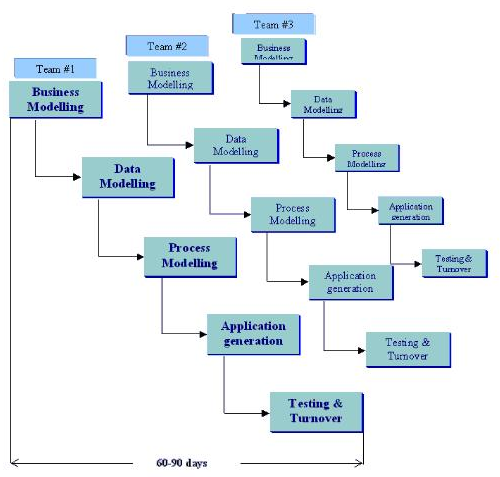 Team #1
Business
Modelling
Data
Modelling
Process
Modelling
Application
generation
Testing &
Turnover
Team #2
Business
Modelling
Data
Modelling
Process
Modelling
Application
generation
Testing &
Turnover
Team #3
Business
Modelling
Data
Modelling
Process
Modelling
Application
generation
Testing &
Turnover
60-90 days